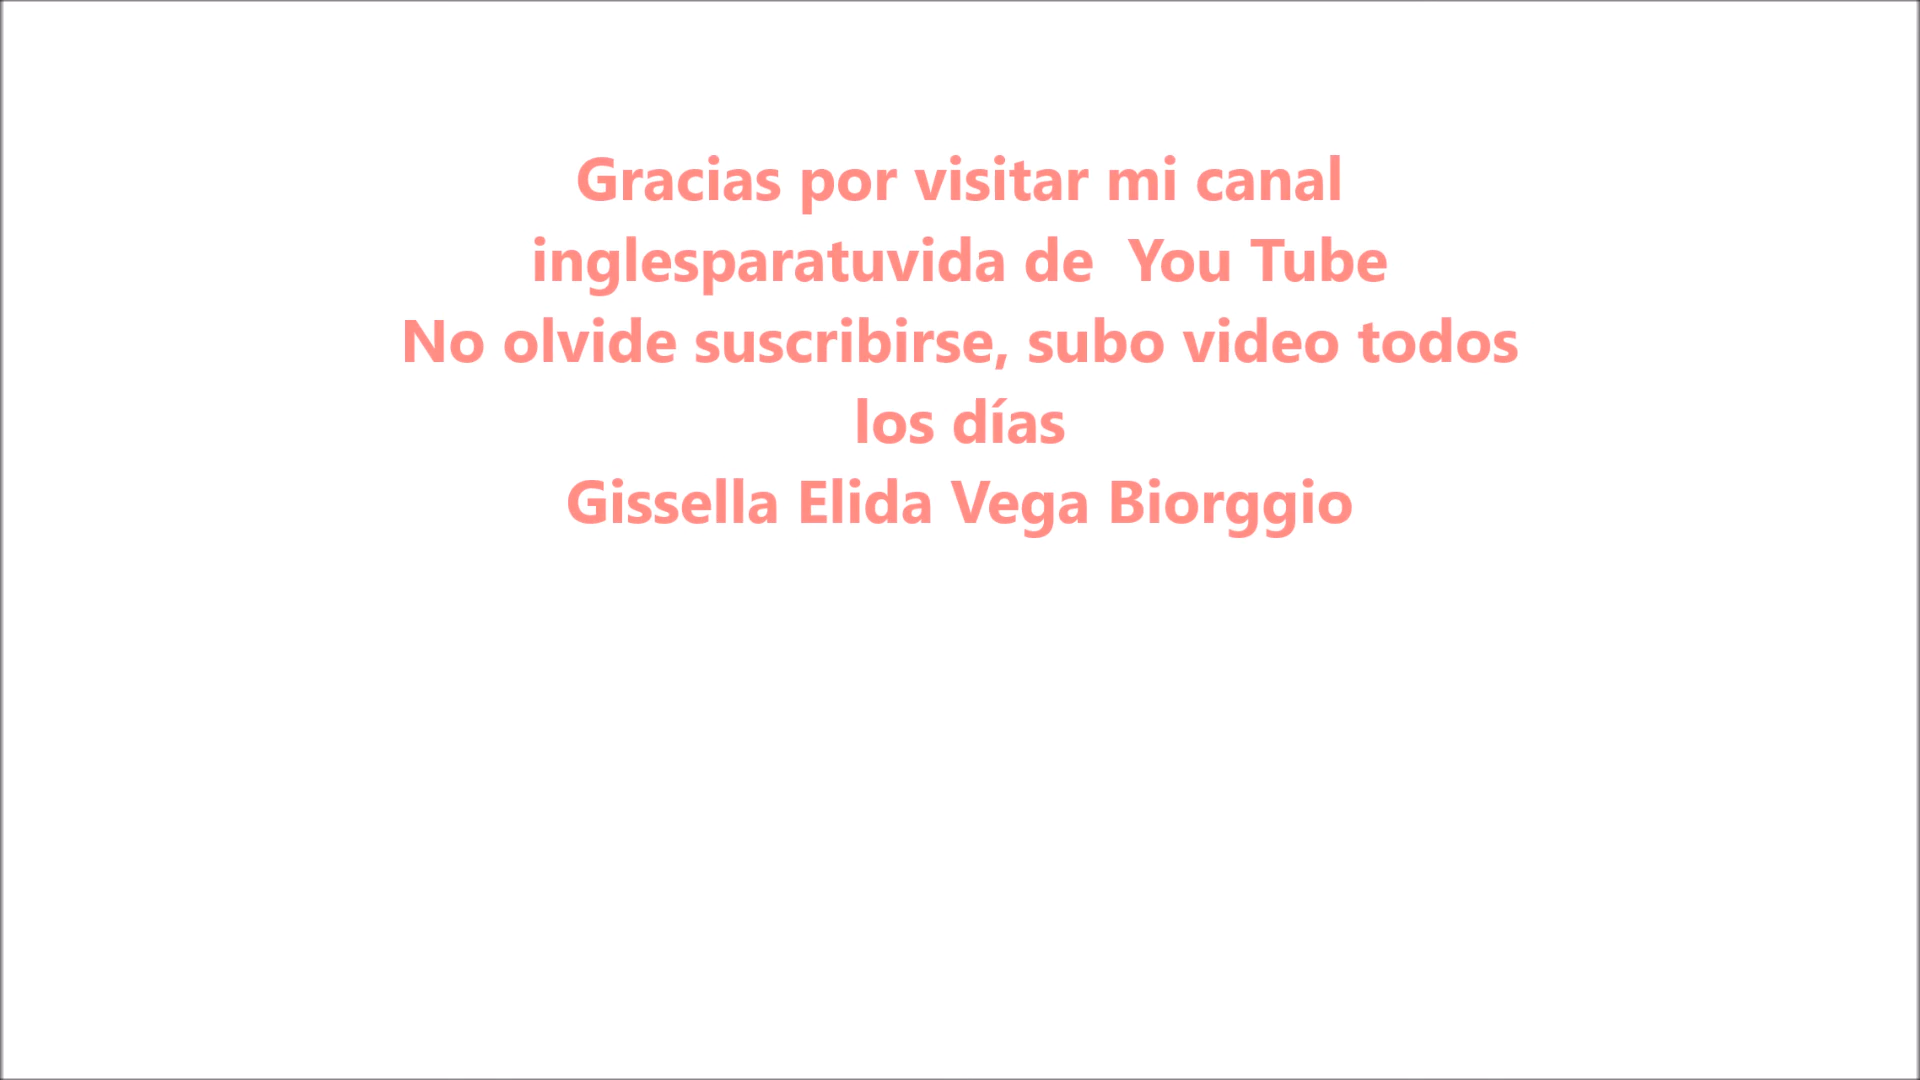 Gracias por visitar mi canal
inglesparatuvida de  You Tube
No olvide suscribirse, subo video todos
los días
Gissella Elida Vega Biorggio